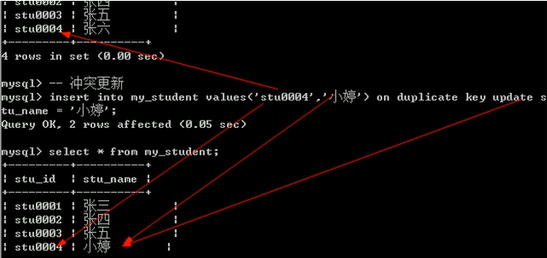 ¦ stu0002 ¦ 张四 ¦
¦ stu0003 ¦ 张五 ¦
¦ stu0004 ¦ 张六 ¦
+---------+----------+
4 rows in set (0.00 sec)
mysql> -- 冲突更新
mysql> insert into my_student values('stu0004','小婷') on duplicate key update s
tu_name = '小婷';
Query OK, 2 rows affected (0.05 sec)
mysql> select * from my_student;
+---------+----------+
¦ stu_id ¦ stu_name ¦
+---------+----------+
¦ stu0001 ¦ 张三 ¦
¦ stu0002 ¦ 张四 ¦
¦ stu0003 ¦ 张五 ¦
¦ stu0004 ¦ 小婷 ¦